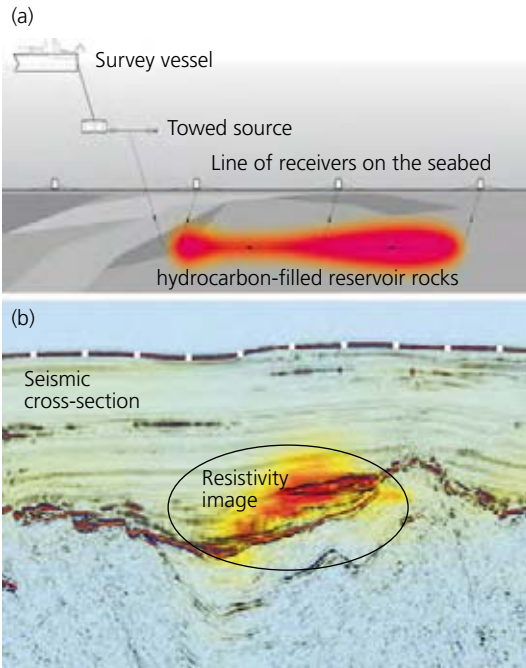 (a)
Survey vessel
Towed source
Line of receivers on the seabed
hydrocarbon-filled reservoir rocks
(b)
Seismic
cross-section
Resistivity
image